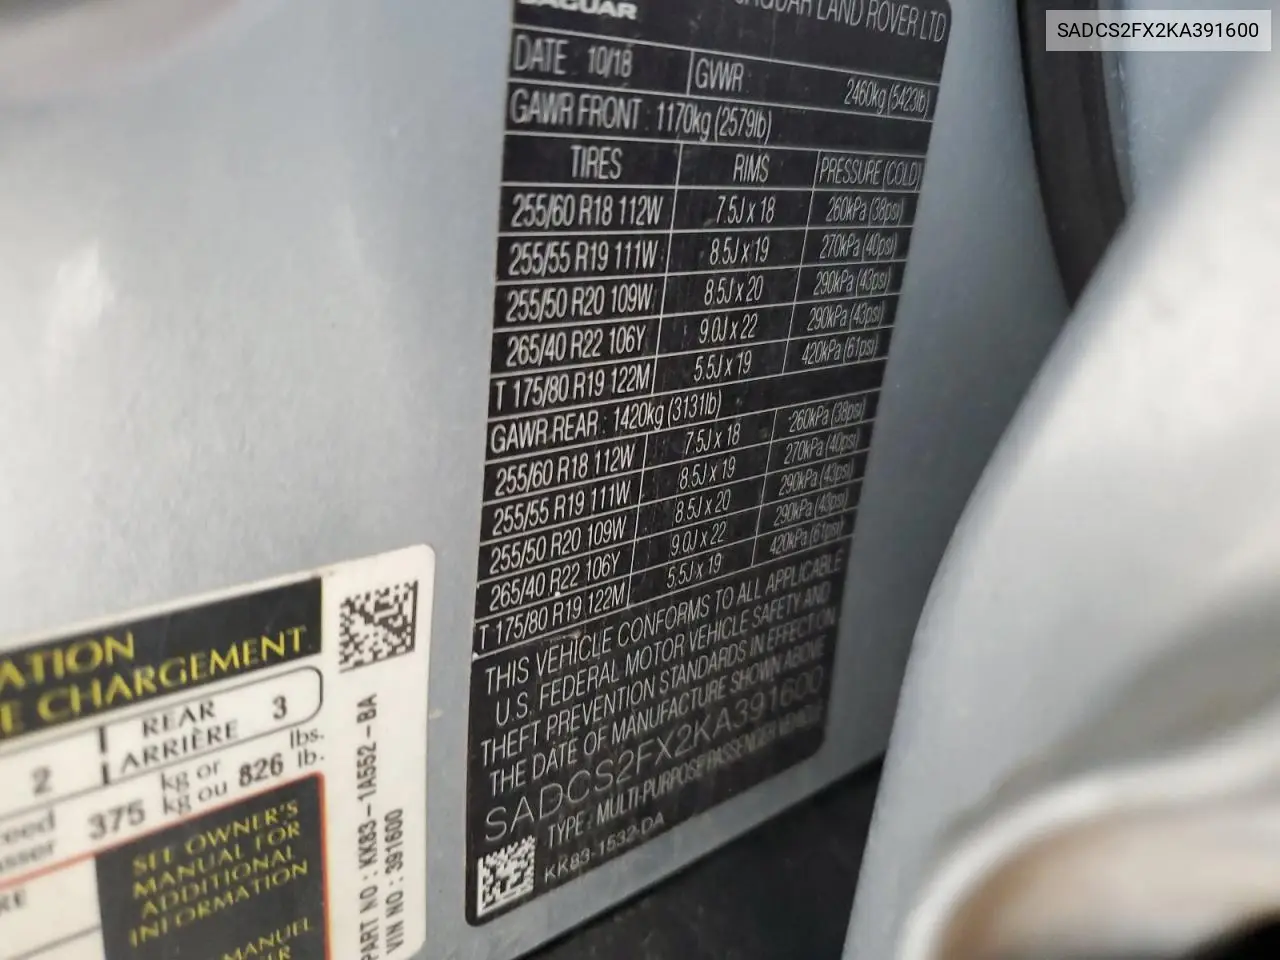 SADCS2FX2KA391600
JAGUAR JAGUAR LAND ROVER LTD
DATE 10/18 GVWR 2460kg (5423lb)
GAWR FRONT : 1170kg (2579lb)
TIRES RIMS PRESSURE (COLD)
255/60 R18 112W 7.5J x 18 260kPa (38psi)
255/55 R19 111W 8.5J x 19 270kPa (40psi)
255/50 R20 109W 8.5J x 20 290kPa (43psi)
265/40 R22 106Y 9.0J x 22 290kPa (43psi)
T 175/80 R19 122M 5.5J x 19 420kPa (61psi)
GAWR REAR : 1420kg (3131lb)
255/60 R18 112W 7.5J x 18 260kPa (38psi)
255/55 R19 111W 8.5J x 19 270kPa (40psi)
255/50 R20 109W 8.5J x 20 290kPa (43psi)
265/40 R22 106Y 9.0J x 22 290kPa (43psi)
T 175/80 R19 122M 5.5J x 19 420kPa (61psi)
THIS VEHICLE CONFORMS TO ALL APPLICABLE
U.S. FEDERAL MOTOR VEHICLE SAFETY AND
THEFT PREVENTION STANDARDS IN EFFECT ON
THE DATE OF MANUFACTURE SHOWN ABOVE
SADCS2FX2KA391600
TYPE : MULTI-PURPOSE PASSENGER VEHICLE
KK83-1532-DA
ATION
E CHARGEMENT
2 REAR 3
ARRIÈRE
375 kg or 826 lbs.
kg ou lb.
SEE OWNER'S
MANUAL FOR
ADDITIONAL
INFORMATION
MANUEL
PART NO : KK83-1A552-BA
VIN NO : 391600